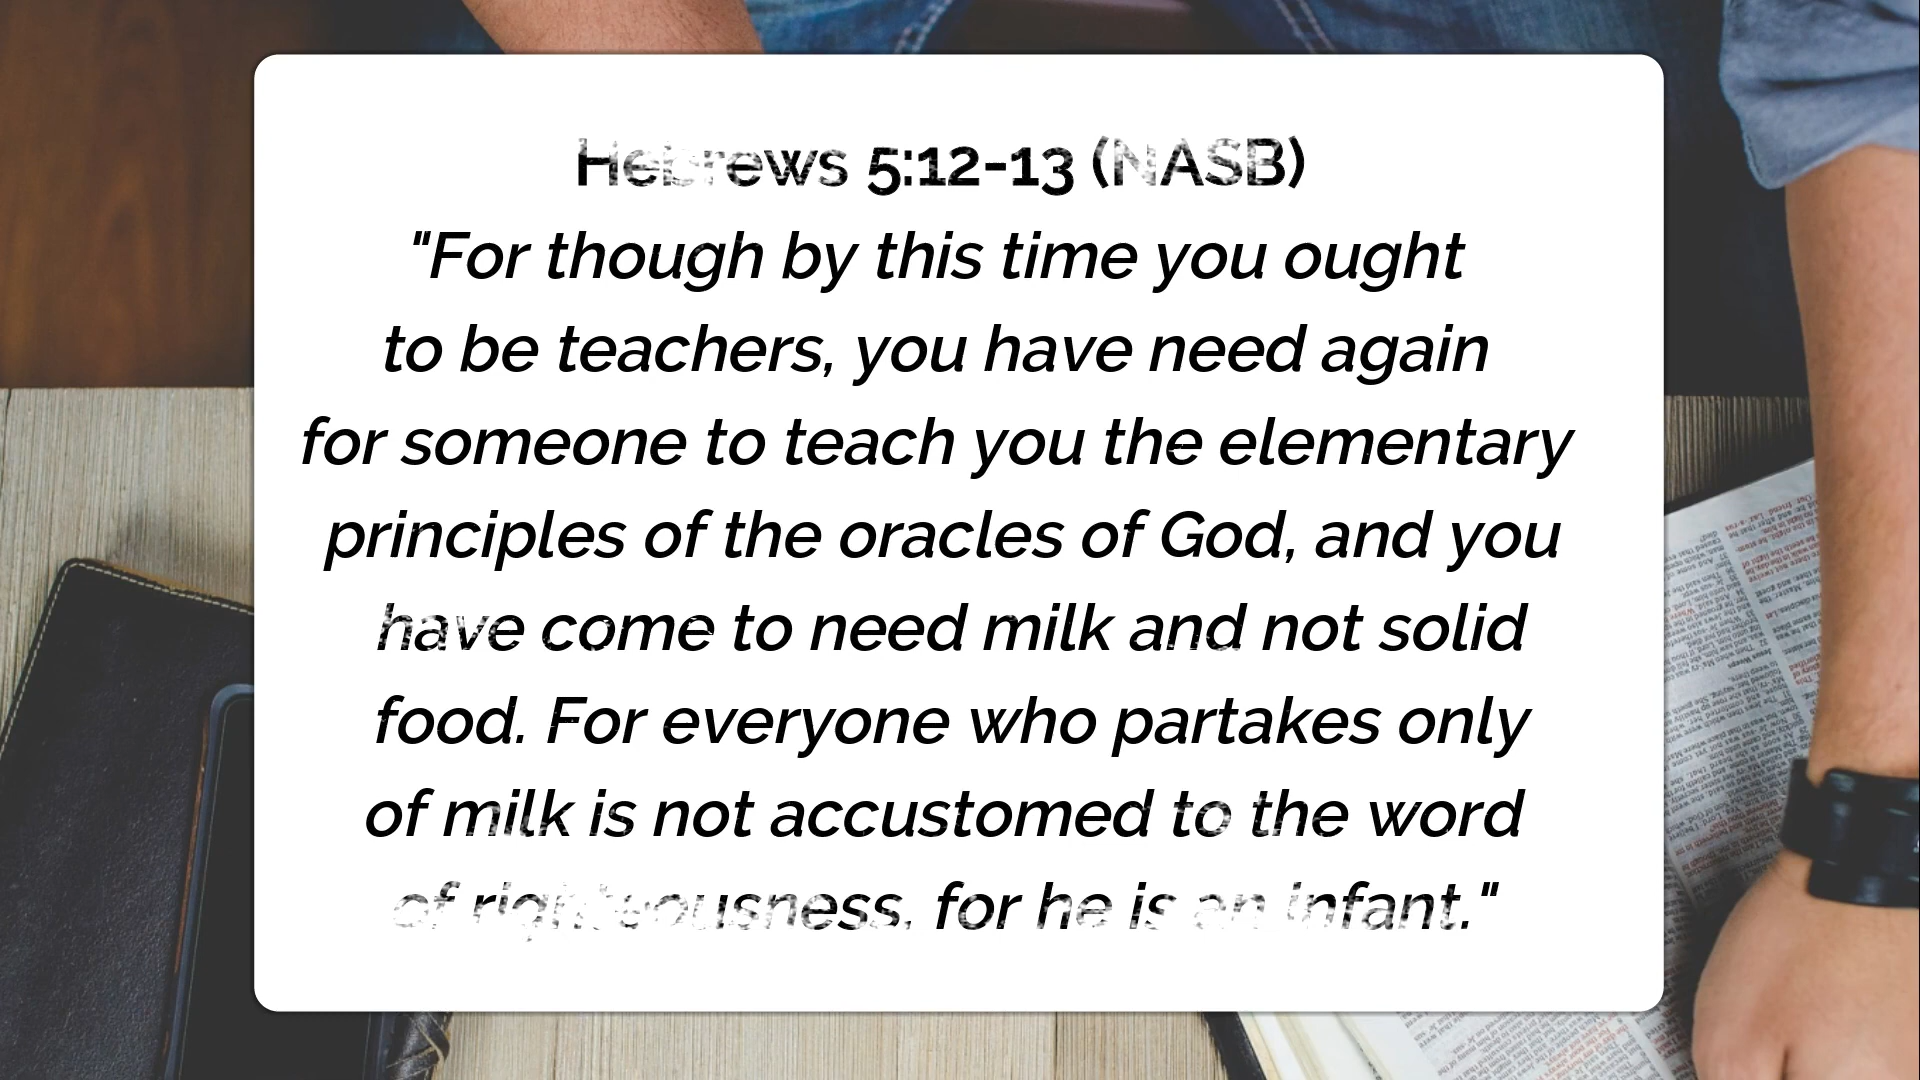 Hebrews 5:12-13 (NASB)
"For though by this time you ought
to be teachers, you have need again
for someone to teach you the elementary
principles of the oracles of God, and you
have come to need milk and not solid
food. For everyone who partakes only
of milk is not accustomed to the word
of righteousness, for he is an infant."